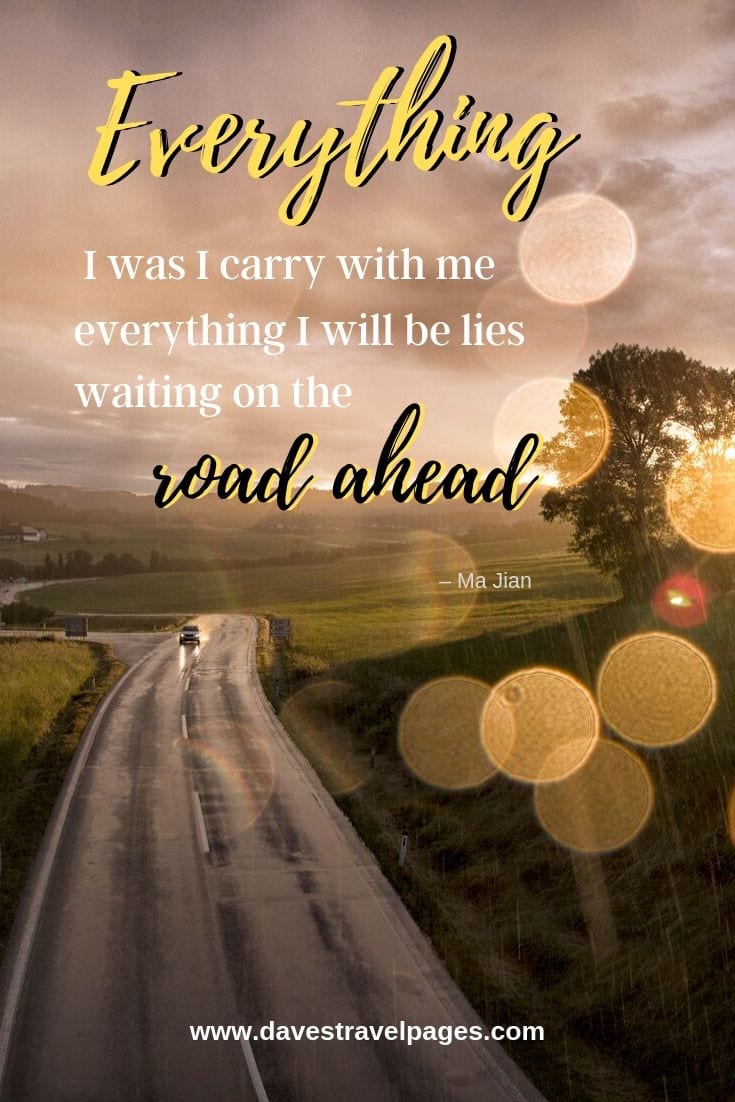 Everything
I was I carry with me
everything I will be lies
waiting on the
road ahead
– Ma Jian
www.davestravelpages.com